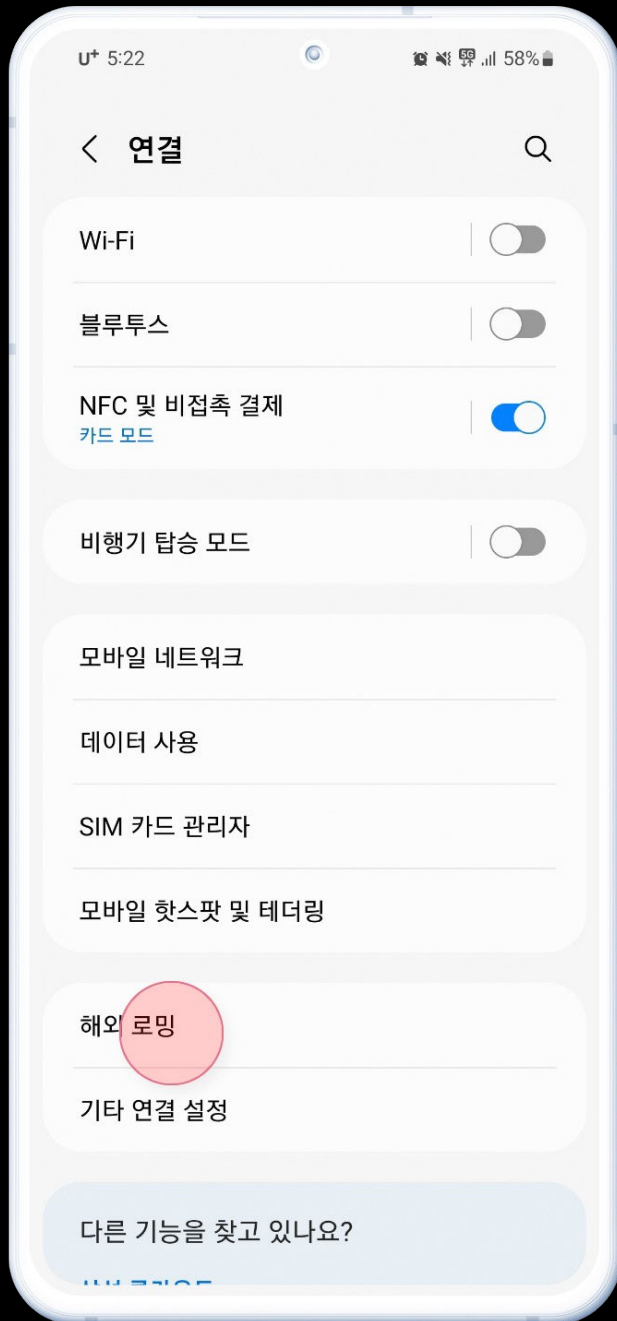 U+ 5:22 5G 58%
연결
Wi-Fi
블루투스
NFC 및 비접촉 결제
카드 모드
비행기 탑승 모드
모바일 네트워크
데이터 사용
SIM 카드 관리자
모바일 핫스팟 및 테더링
해외 로밍
기타 연결 설정
다른 기능을 찾고 있나요?